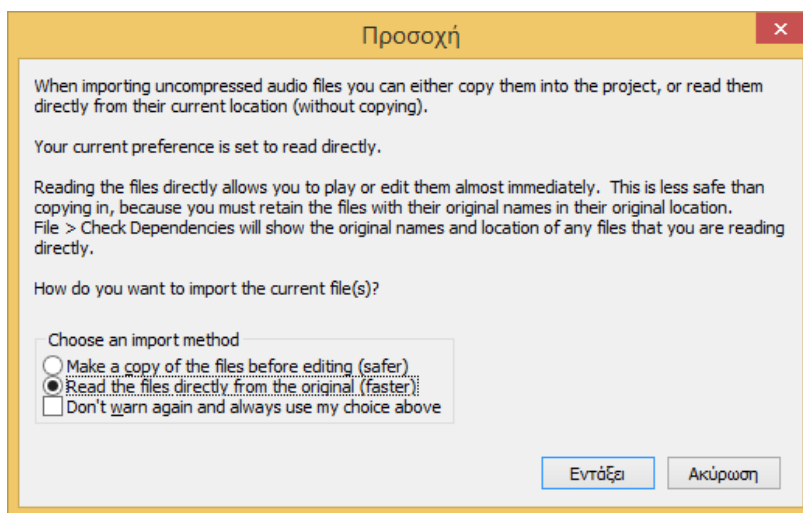 Προσοχή
When importing uncompressed audio files you can either copy them into the project, or read them
directly from their current location (without copying).
Your current preference is set to read directly.
Reading the files directly allows you to play or edit them almost immediately.  This is less safe than
copying in, because you must retain the files with their original names in their original location.
File > Check Dependencies will show the original names and location of any files that you are reading
directly.
How do you want to import the current file(s)?
Choose an import method
Make a copy of the files before editing (safer)
Read the files directly from the original (faster)
Don't warn again and always use my choice above
Εντάξει
Ακύρωση